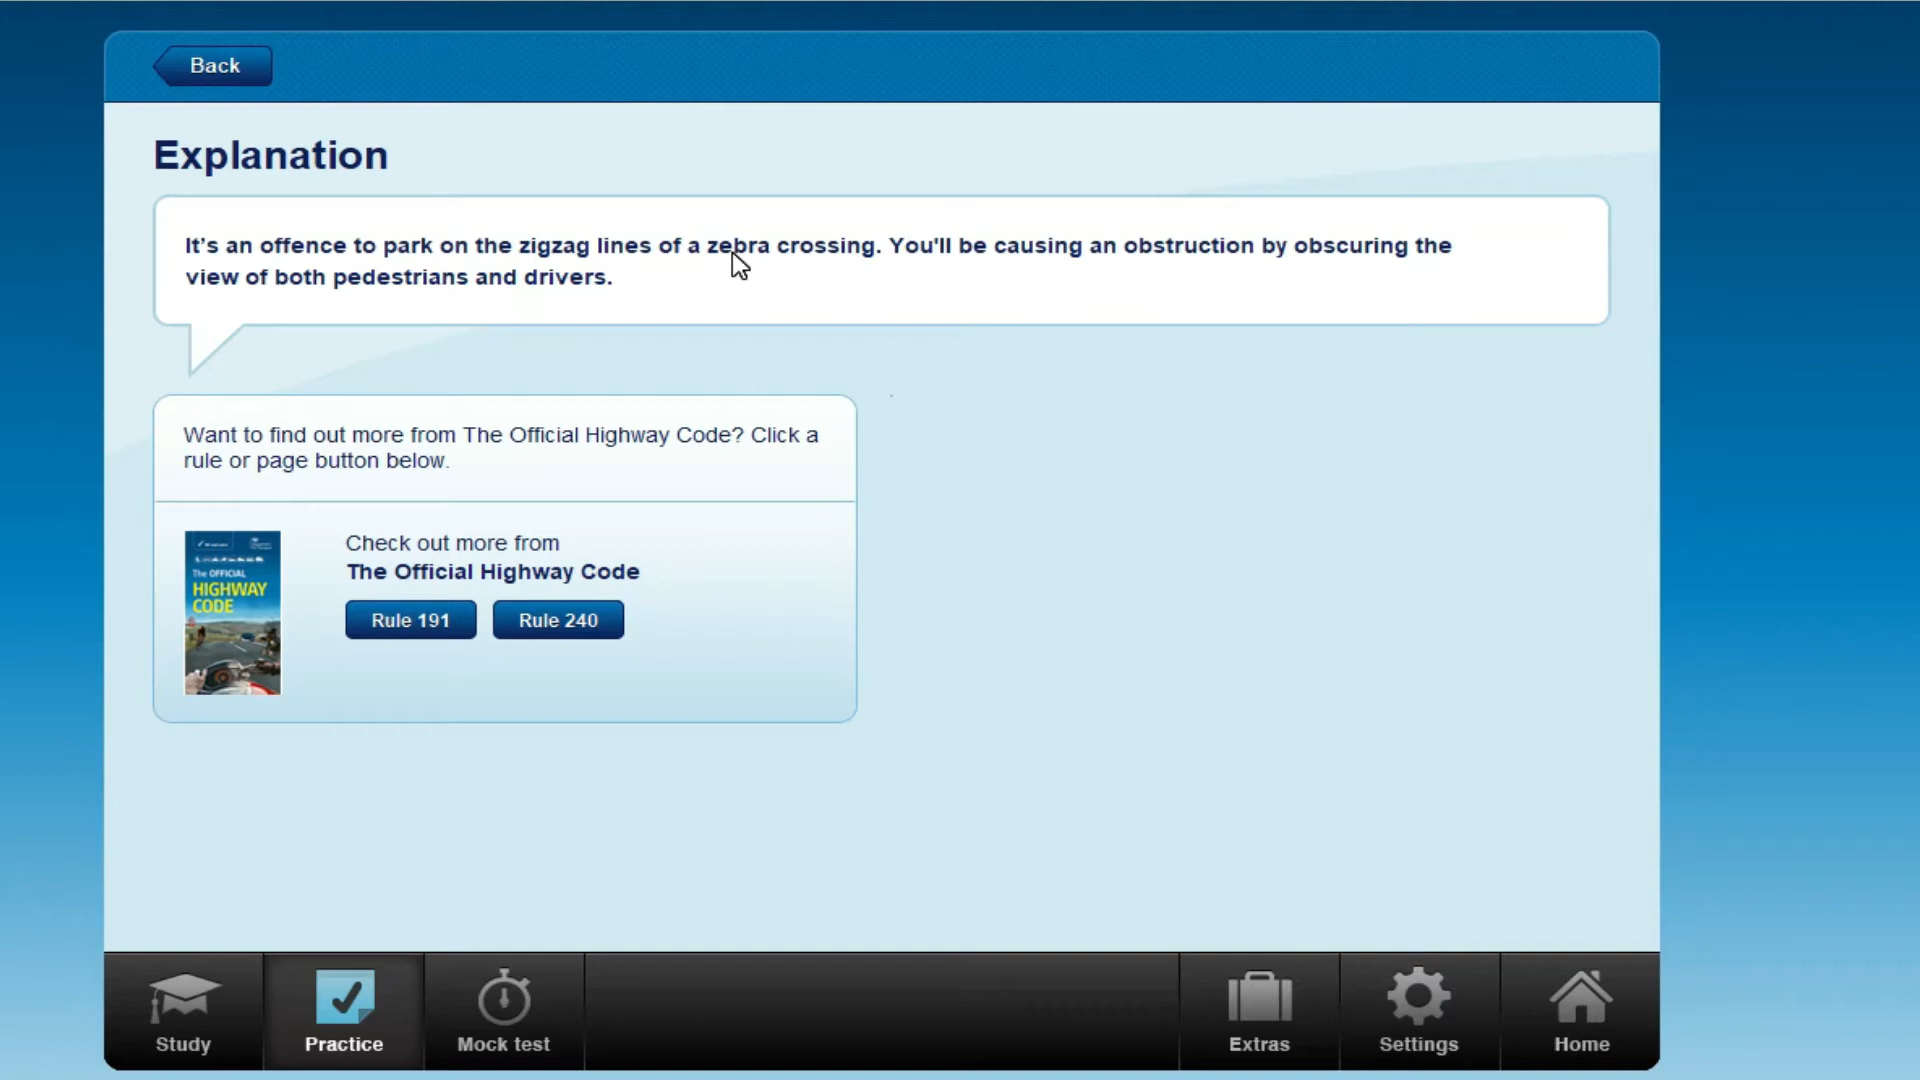 Back
Explanation
It's an offence to park on the zigzag lines of a zebra crossing. You'll be causing an obstruction by obscuring the
view of both pedestrians and drivers.
Want to find out more from The Official Highway Code? Click a
rule or page button below.
The OFFICIAL
HIGHWAY
CODE
Check out more from
The Official Highway Code
Rule 191
Rule 240
Study
Practice
Mock test
Extras
Settings
Home